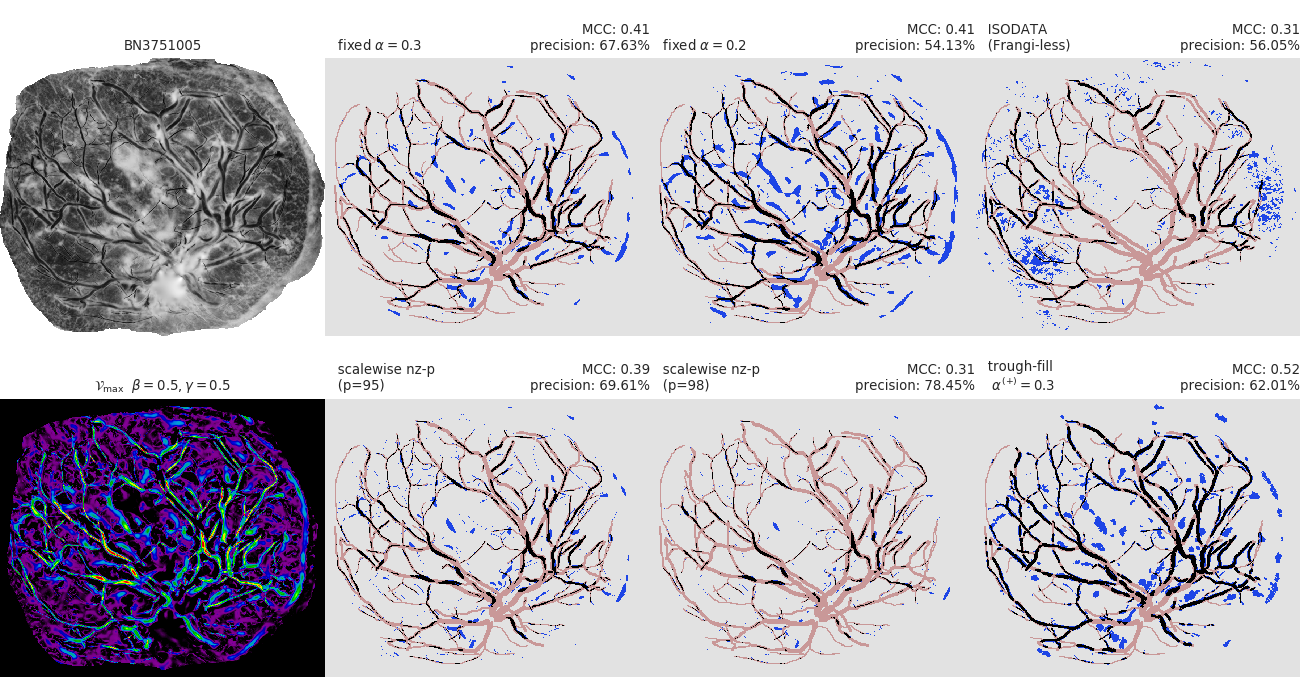 BN3751005
fixed α = 0.3
MCC: 0.41
precision: 67.63%
fixed α = 0.2
MCC: 0.41
precision: 54.13%
ISODATA
(Frangi-less)
MCC: 0.31
precision: 56.05%
𝒱max β = 0.5, γ = 0.5
scalewise nz-p
(p=95)
MCC: 0.39
precision: 69.61%
scalewise nz-p
(p=98)
MCC: 0.31
precision: 78.45%
trough-fill
α(+) = 0.3
MCC: 0.52
precision: 62.01%